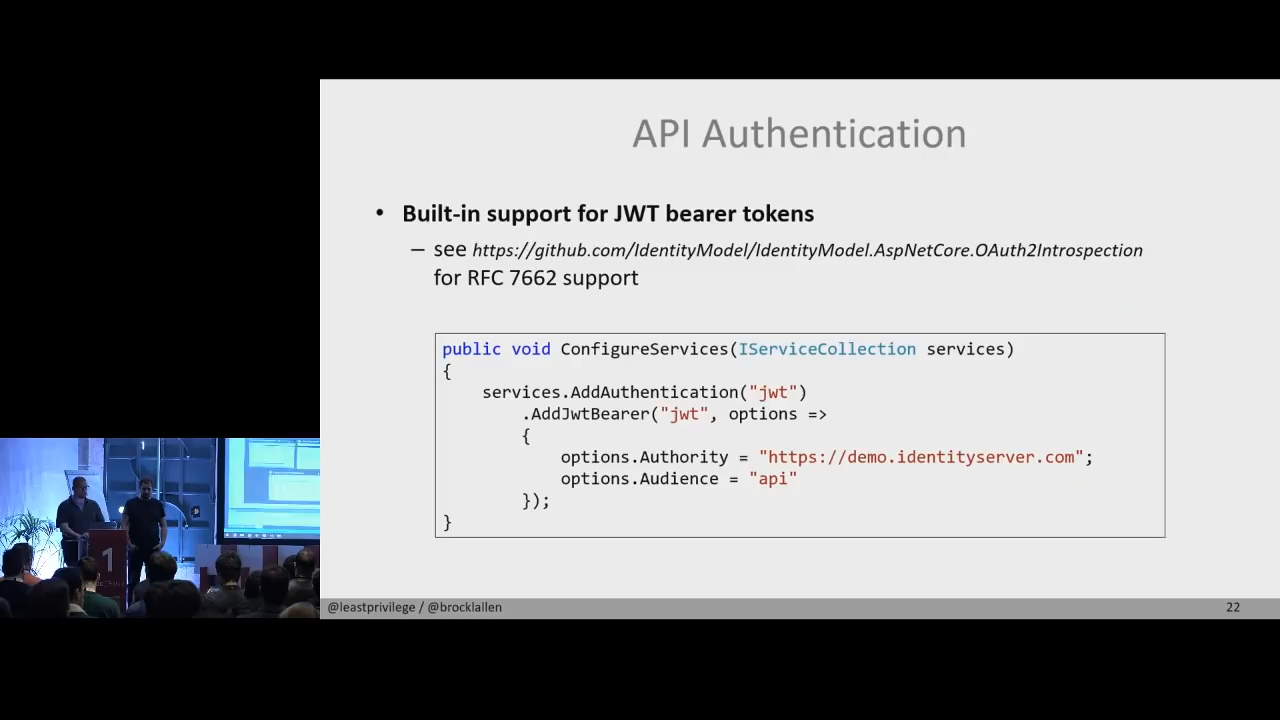 API Authentication
• Built-in support for JWT bearer tokens
– see https://github.com/IdentityModel/IdentityModel.AspNetCore.OAuth2Introspection
for RFC 7662 support
public void ConfigureServices(IServiceCollection services)
{
    services.AddAuthentication("jwt")
        .AddJwtBearer("jwt", options =>
        {
            options.Authority = "https://demo.identityserver.com";
            options.Audience = "api"
        });
}
1
@leastprivilege / @brocklallen
22